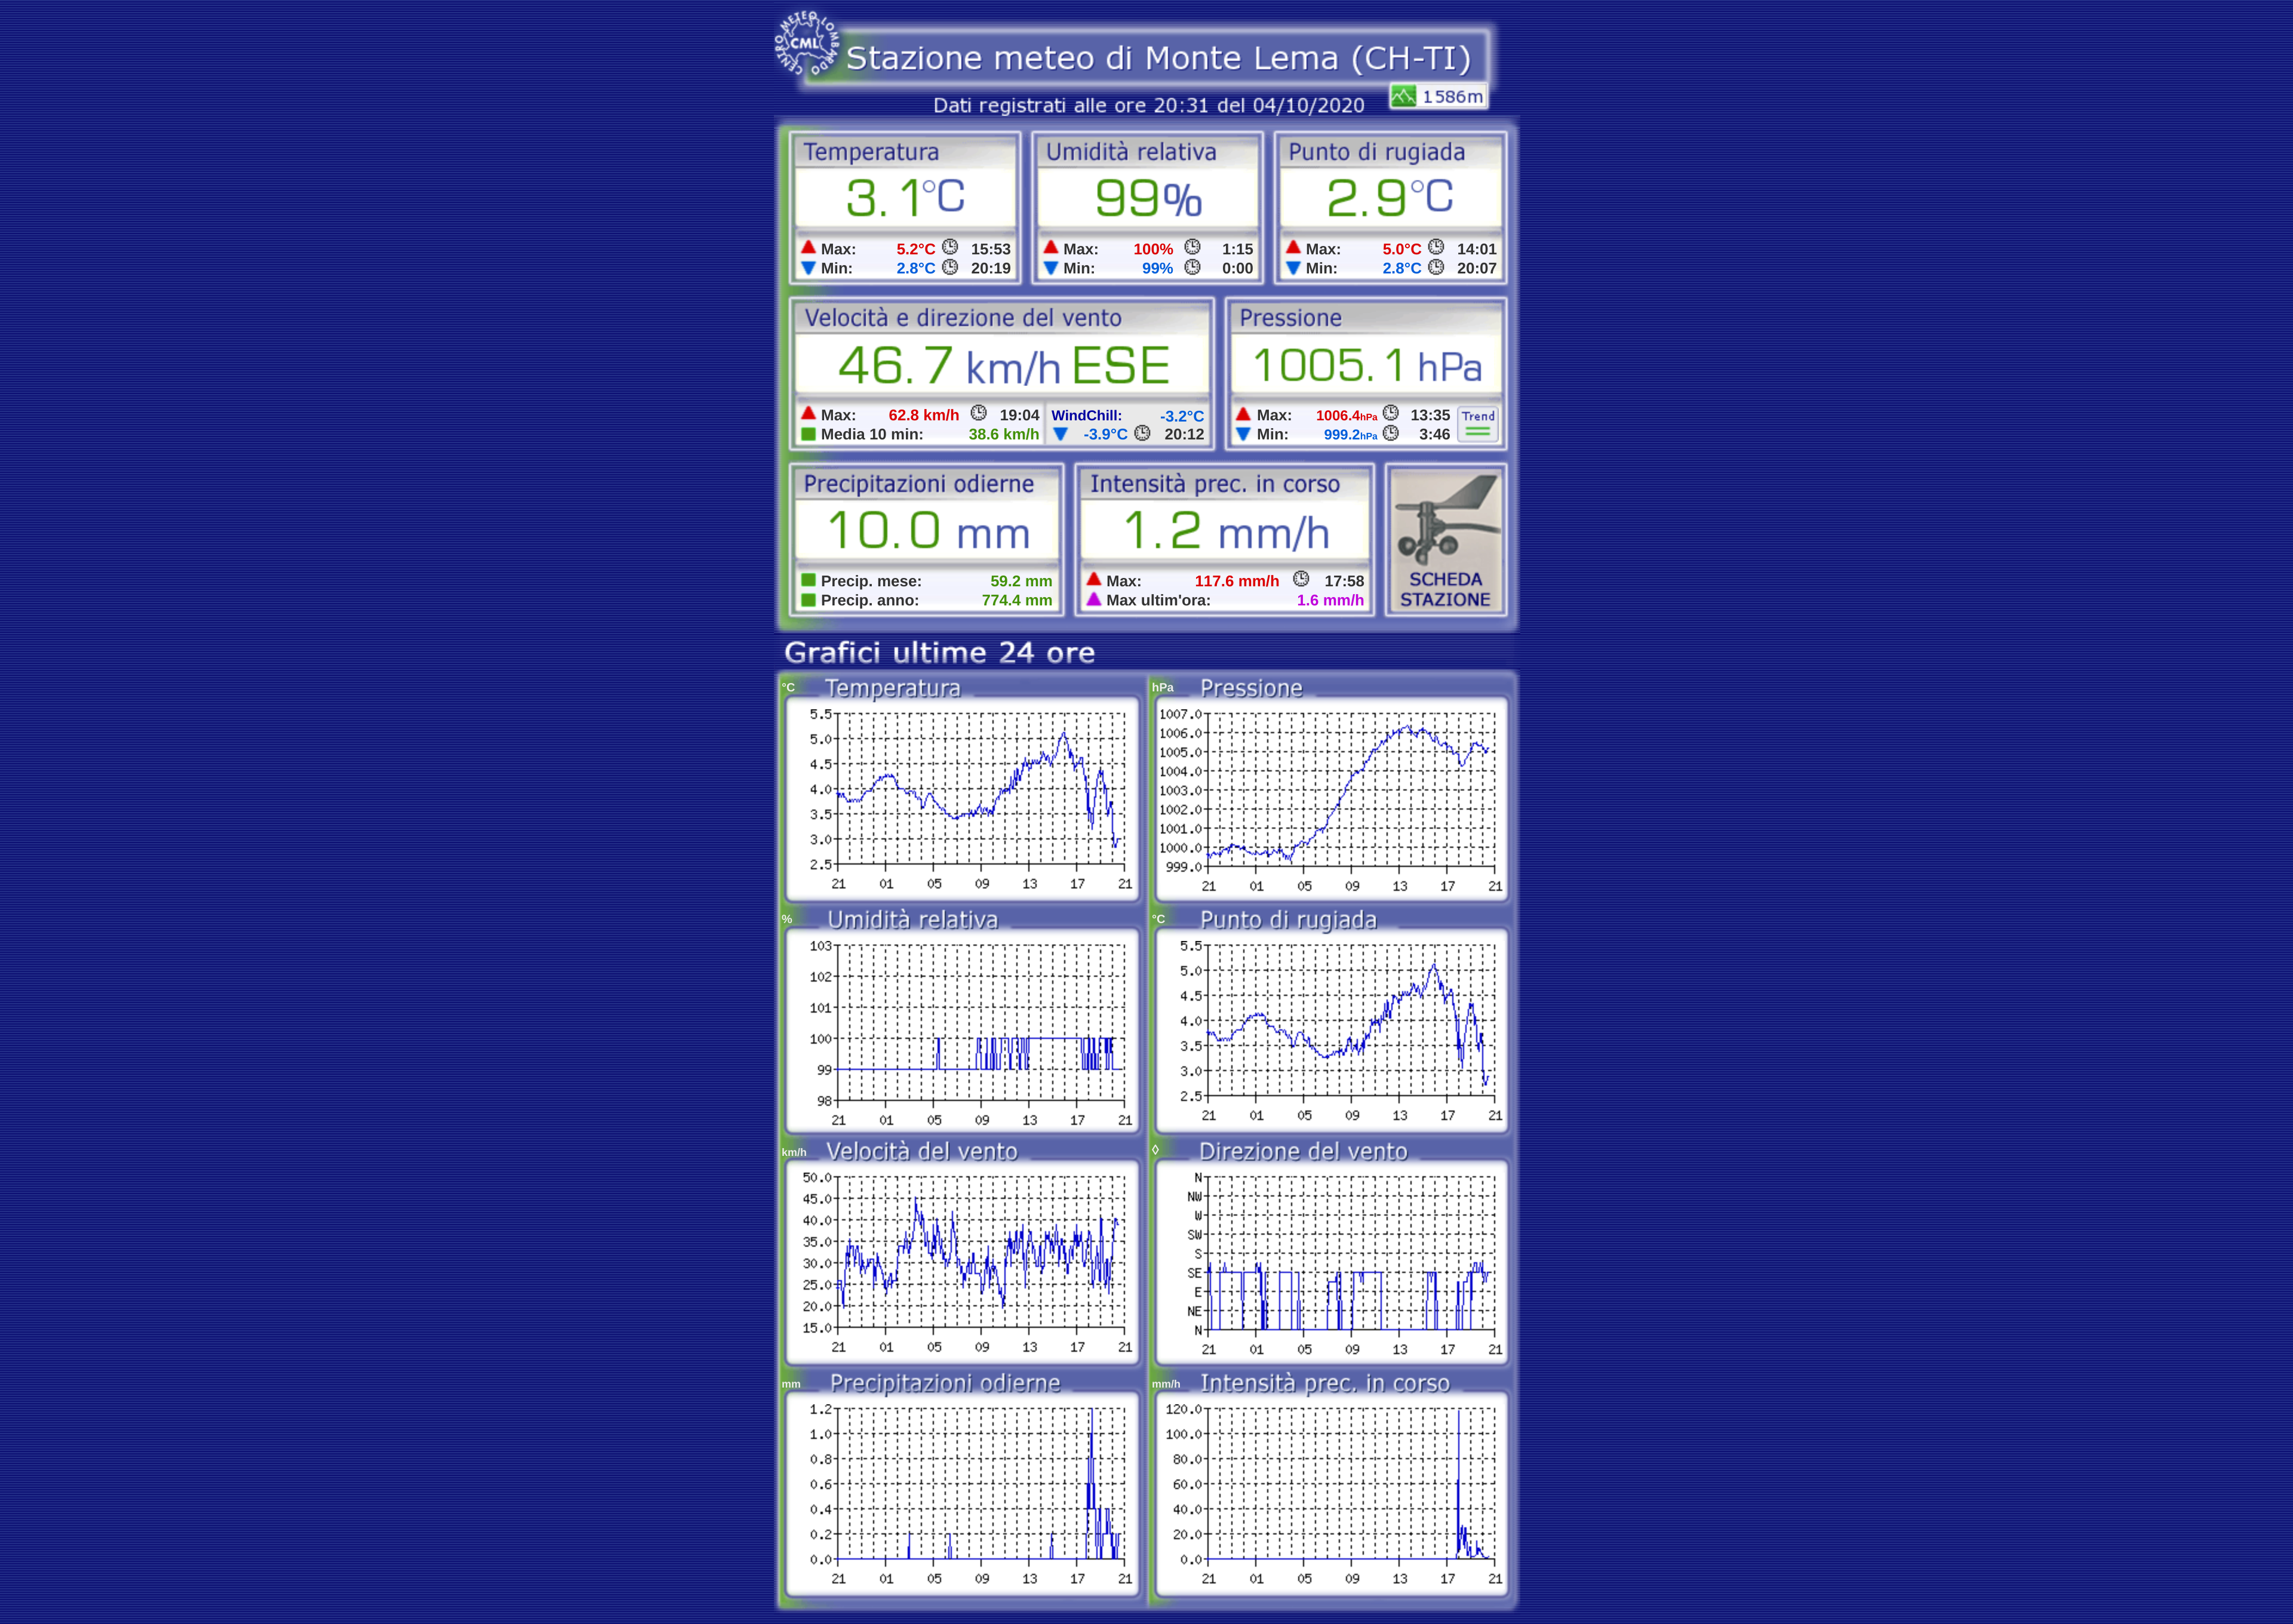 CENTRO METEO LOMBARDO
CML
Stazione meteo di Monte Lema (CH-TI)
Dati registrati alle ore 20:31 del 04/10/2020
1586m
Temperatura Umidità relativa Punto di rugiada
3.1°C 99% 2.9°C
Max: 5.2°C 15:53 Max: 100% 1:15 Max: 5.0°C 14:01
Min: 2.8°C 20:19 Min: 99% 0:00 Min: 2.8°C 20:07
Velocità e direzione del vento Pressione
46.7 km/h ESE 1005.1 hPa
Max: 62.8 km/h 19:04 WindChill: -3.2°C Max: 1006.4hPa 13:35 Trend
Media 10 min: 38.6 km/h -3.9°C 20:12 Min: 999.2hPa 3:46
Precipitazioni odierne Intensità prec. in corso
10.0 mm 1.2 mm/h
Precip. mese: 59.2 mm Max: 117.6 mm/h 17:58 SCHEDA
Precip. anno: 774.4 mm Max ultim'ora: 1.6 mm/h STAZIONE
Grafici ultime 24 ore
°C Temperatura
5.5
5.0
4.5
4.0
3.5
3.0
2.5
21 01 05 09 13 17 21
hPa Pressione
1007.0
1006.0
1005.0
1004.0
1003.0
1002.0
1001.0
1000.0
999.0
21 01 05 09 13 17 21
% Umidità relativa
103
102
101
100
99
98
21 01 05 09 13 17 21
°C Punto di rugiada
5.5
5.0
4.5
4.0
3.5
3.0
2.5
21 01 05 09 13 17 21
km/h Velocità del vento
50.0
45.0
40.0
35.0
30.0
25.0
20.0
15.0
21 01 05 09 13 17 21
◊ Direzione del vento
N
NW
W
SW
S
SE
E
NE
N
21 01 05 09 13 17 21
mm Precipitazioni odierne
1.2
1.0
0.8
0.6
0.4
0.2
0.0
21 01 05 09 13 17 21
mm/h Intensità prec. in corso
120.0
100.0
80.0
60.0
40.0
20.0
0.0
21 01 05 09 13 17 21